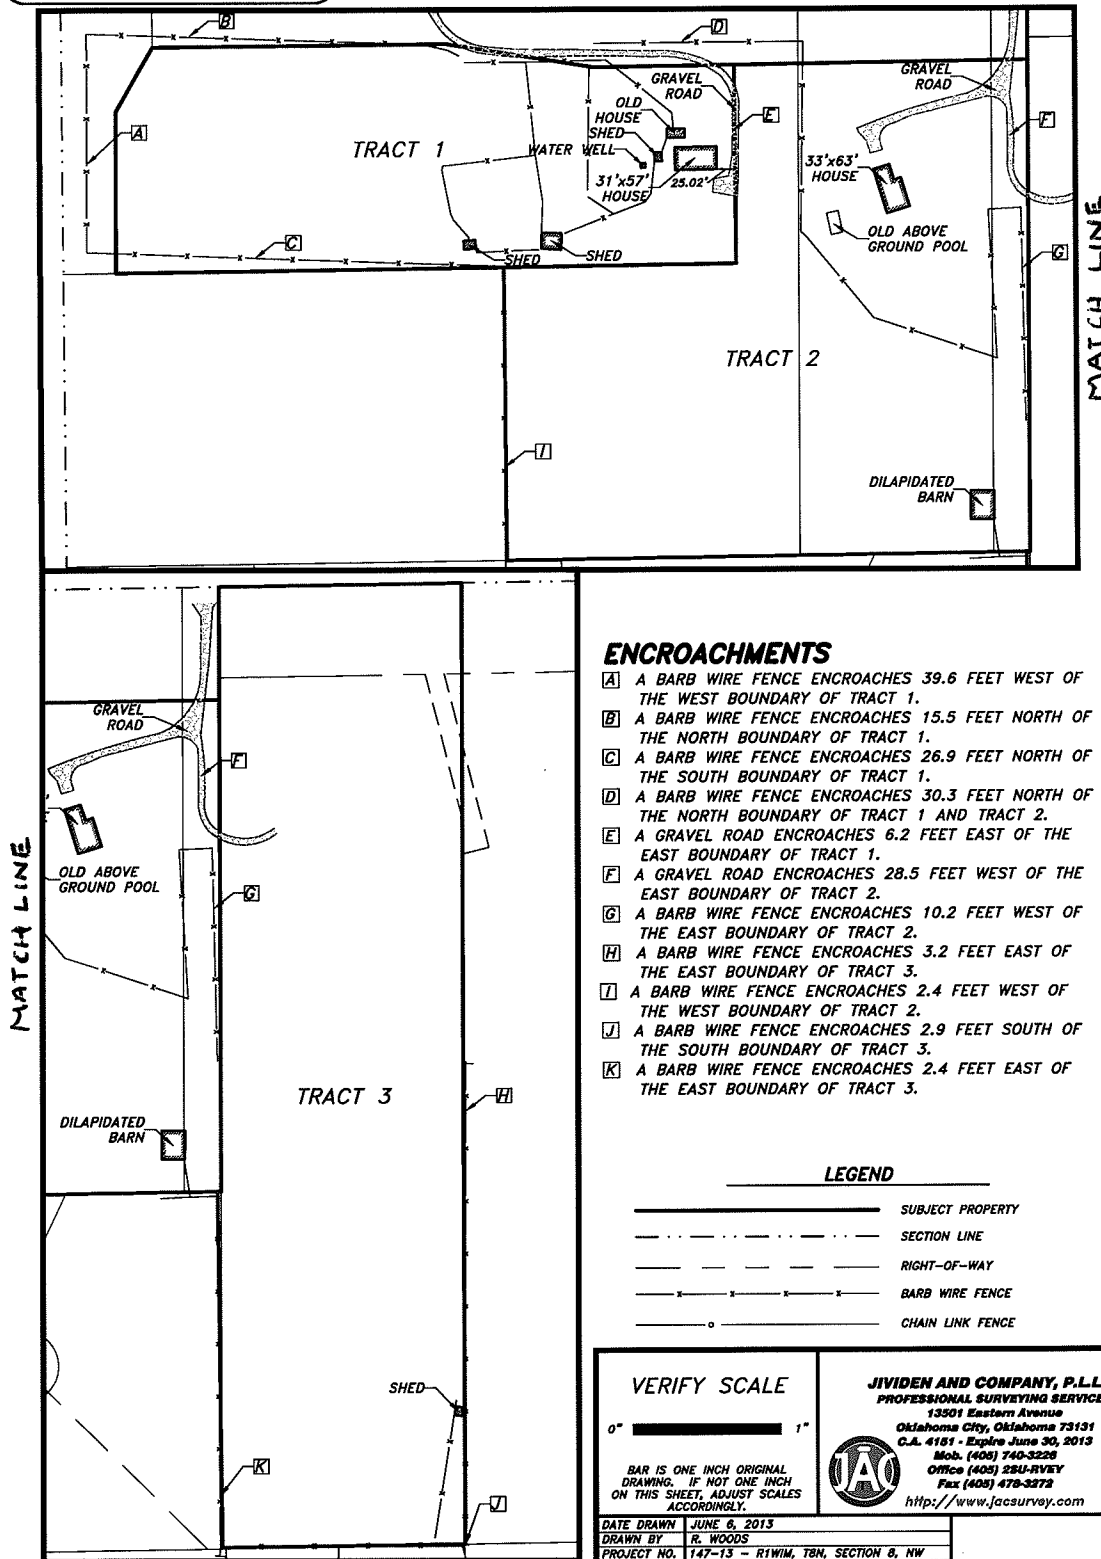 B
D
GRAVEL
ROAD
GRAVEL
ROAD
OLD
HOUSE
E
F
A
SHED
TRACT 1
WATER WELL
33'x63'
HOUSE
31'x57'
HOUSE
25.02'
OLD ABOVE
GROUND POOL
C
SHED
SHED
G
MATCH LINE
TRACT 2
I
DILAPIDATED
BARN
GRAVEL
ROAD
F
OLD ABOVE
GROUND POOL
G
MATCH LINE
TRACT 3
H
DILAPIDATED
BARN
SHED
K
J
ENCROACHMENTS
A A BARB WIRE FENCE ENCROACHES 39.6 FEET WEST OF
THE WEST BOUNDARY OF TRACT 1.
B A BARB WIRE FENCE ENCROACHES 15.5 FEET NORTH OF
THE NORTH BOUNDARY OF TRACT 1.
C A BARB WIRE FENCE ENCROACHES 26.9 FEET NORTH OF
THE SOUTH BOUNDARY OF TRACT 1.
D A BARB WIRE FENCE ENCROACHES 30.3 FEET NORTH OF
THE NORTH BOUNDARY OF TRACT 1 AND TRACT 2.
E A GRAVEL ROAD ENCROACHES 6.2 FEET EAST OF THE
EAST BOUNDARY OF TRACT 1.
F A GRAVEL ROAD ENCROACHES 28.5 FEET WEST OF THE
EAST BOUNDARY OF TRACT 2.
G A BARB WIRE FENCE ENCROACHES 10.2 FEET WEST OF
THE EAST BOUNDARY OF TRACT 2.
H A BARB WIRE FENCE ENCROACHES 3.2 FEET EAST OF
THE EAST BOUNDARY OF TRACT 3.
I A BARB WIRE FENCE ENCROACHES 2.4 FEET WEST OF
THE WEST BOUNDARY OF TRACT 2.
J A BARB WIRE FENCE ENCROACHES 2.9 FEET SOUTH OF
THE SOUTH BOUNDARY OF TRACT 3.
K A BARB WIRE FENCE ENCROACHES 2.4 FEET EAST OF
THE EAST BOUNDARY OF TRACT 3.
LEGEND
SUBJECT PROPERTY
SECTION LINE
RIGHT-OF-WAY
BARB WIRE FENCE
CHAIN LINK FENCE
VERIFY SCALE
0" 1"
BAR IS ONE INCH ORIGINAL
DRAWING. IF NOT ONE INCH
ON THIS SHEET, ADJUST SCALES
ACCORDINGLY.
JIVIDEN AND COMPANY, P.L.L
PROFESSIONAL SURVEYING SERVICE
13501 Eastern Avenue
Oklahoma City, Oklahoma 73131
C.A. 4151 - Expire June 30, 2013
Mob. (405) 740-3226
Office (405) 2SU-RVEY
Fax (405) 478-3272
http://www.jacsurvey.com
JAC
DATE DRAWN JUNE 6, 2013
DRAWN BY R. WOODS
PROJECT NO. 147-13 - R1WIM, T8N, SECTION 8, NW